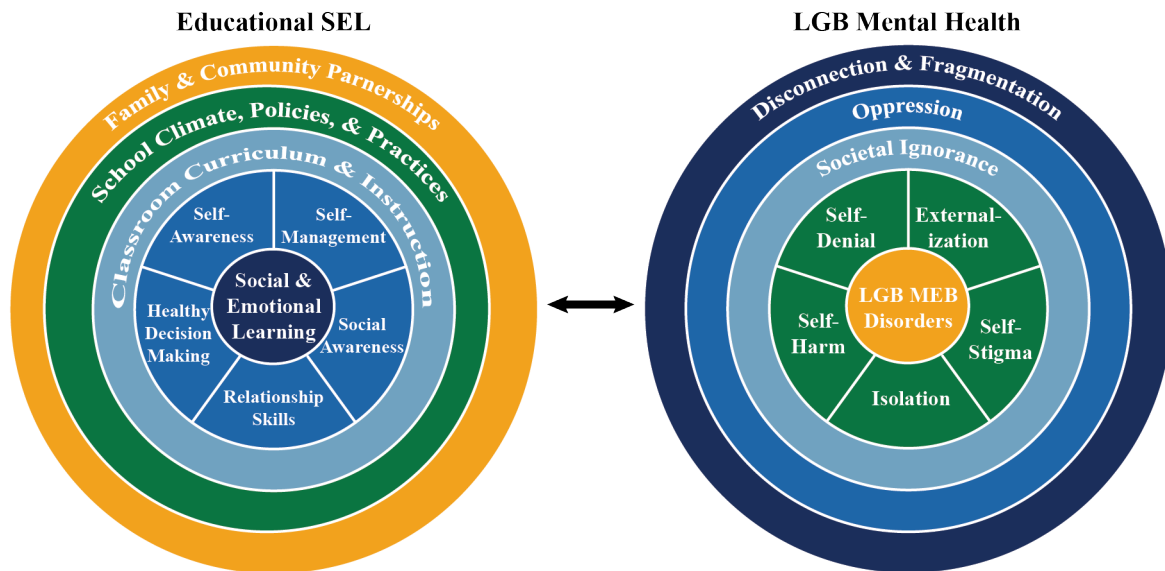 Educational SEL
Family & Community Parnerships
School Climate, Policies, & Practices
Classroom Curriculum & Instruction
Self-
Awareness
Self-
Management
Healthy
Decision
Making
Social &
Emotional
Learning
Social
Awareness
Relationship
Skills
LGB Mental Health
Disconnection & Fragmentation
Oppression
Societal Ignorance
Self-
Denial
External-
ization
Self-
Harm
LGB MEB
Disorders
Self-
Stigma
Isolation